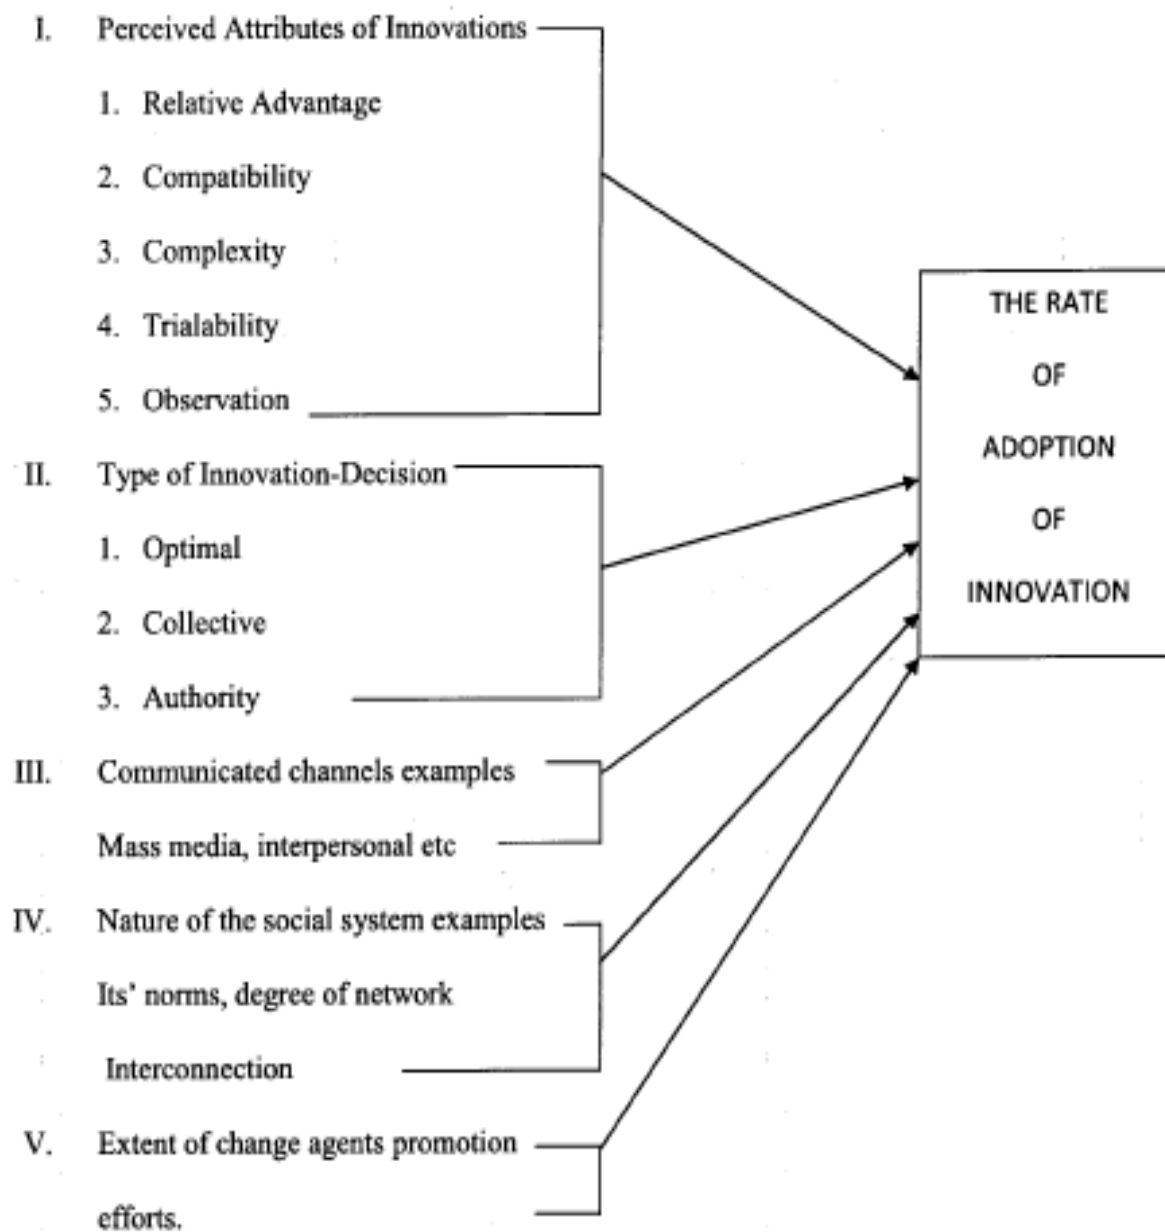 I. Perceived Attributes of Innovations
1. Relative Advantage
2. Compatibility
3. Complexity
4. Trialability
5. Observation
II. Type of Innovation-Decision
1. Optimal
2. Collective
3. Authority
III. Communicated channels examples
Mass media, interpersonal etc
IV. Nature of the social system examples
Its' norms, degree of network
Interconnection
V. Extent of change agents promotion
efforts.
THE RATE
OF
ADOPTION
OF
INNOVATION